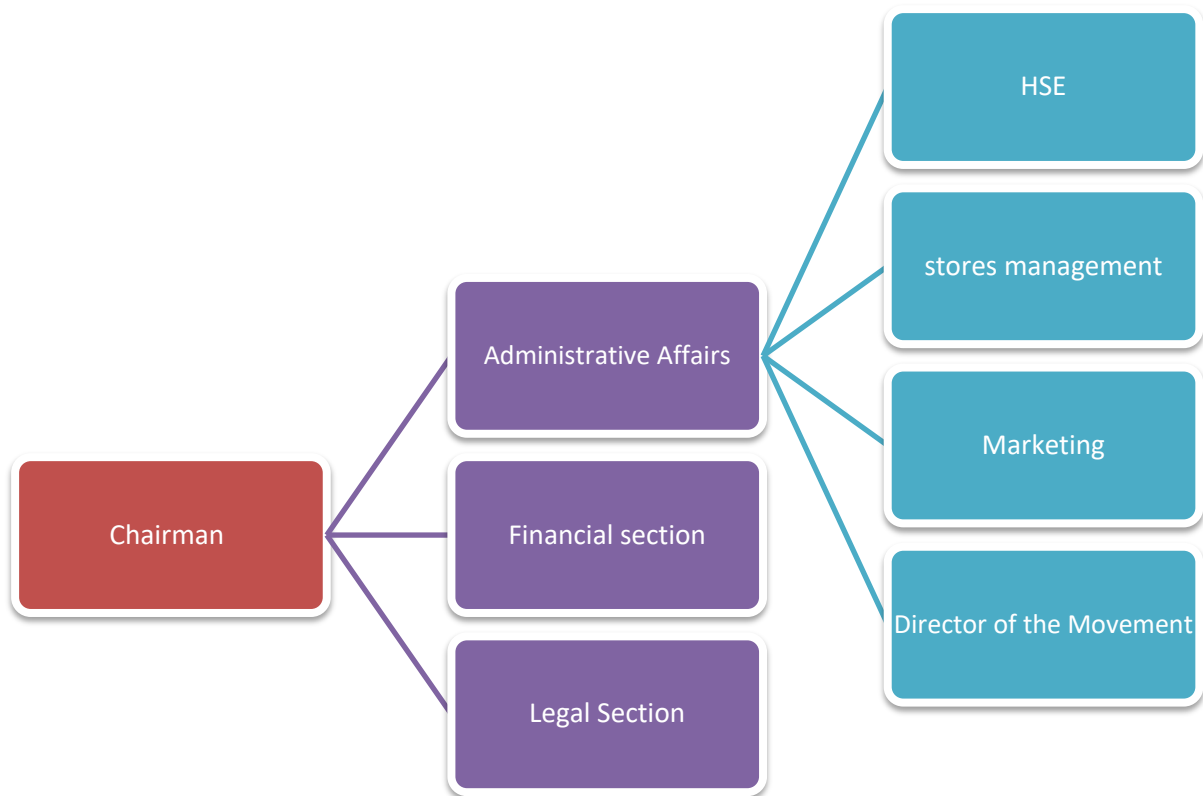 Chairman
Administrative Affairs
Financial section
Legal Section
HSE
stores management
Marketing
Director of the Movement